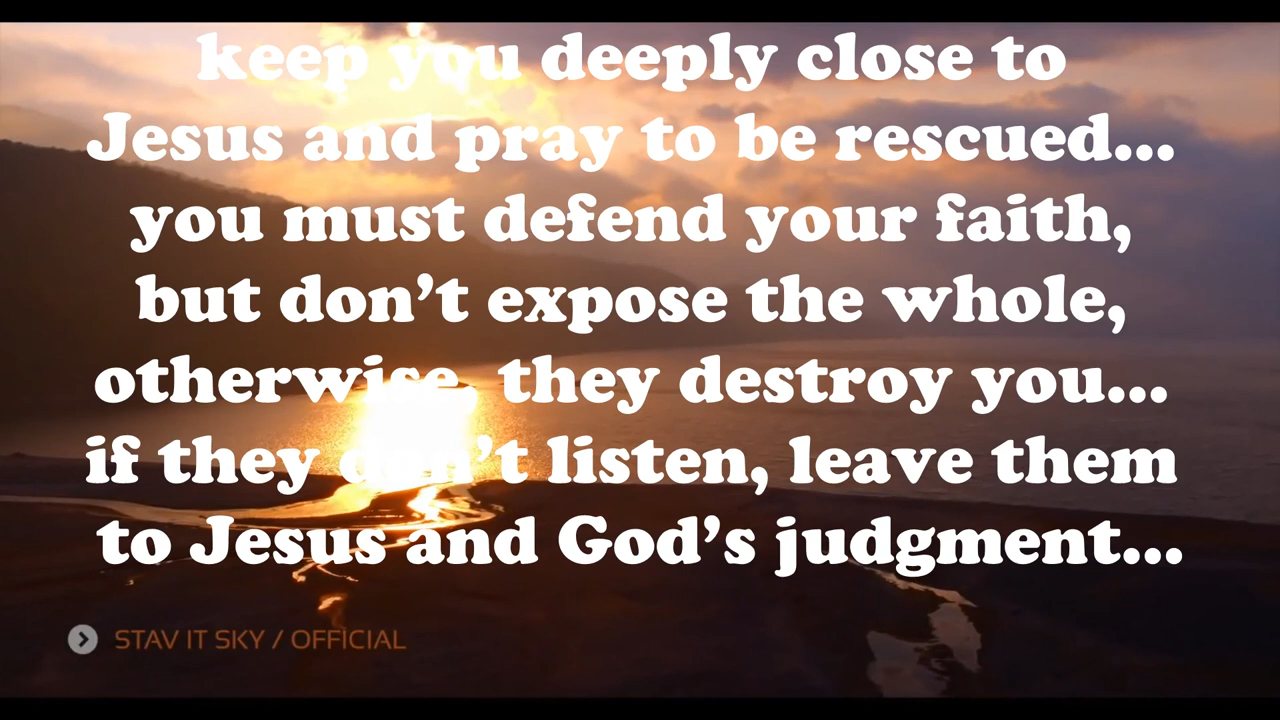 keep you deeply close to
Jesus and pray to be rescued...
you must defend your faith,
but don’t expose the whole,
otherwise, they destroy you...
if they don’t listen, leave them
to Jesus and God’s judgment...
STAV IT SKY / OFFICIAL